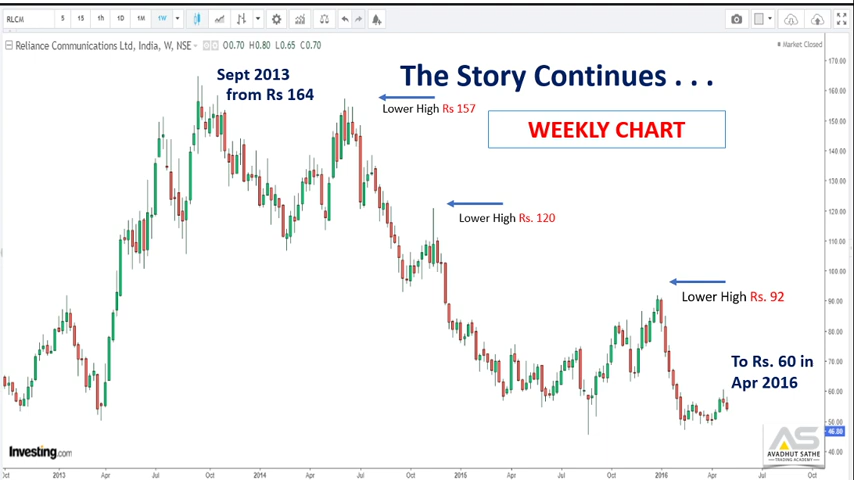 RLCM 5 15 1h 1D 1M 1W
Reliance Communications Ltd, India, W, NSE O0.70 H0.80 L0.65 C0.70
Market Closed
Sept 2013
from Rs 164
The Story Continues . . .
Lower High Rs 157
WEEKLY CHART
Lower High Rs. 120
Lower High Rs. 92
To Rs. 60 in
Apr 2016
170.00
160.00
150.00
140.00
130.00
120.00
110.00
100.00
90.00
80.00
70.00
60.00
50.00
46.80
40.00
Investing.com
AS
AVADHUT SATHE
TRADING ACADEMY
Oct 2013 Apr Jul Oct 2014 Apr Jul Oct 2015 Apr Jul Oct 2016 Apr Jul Oct